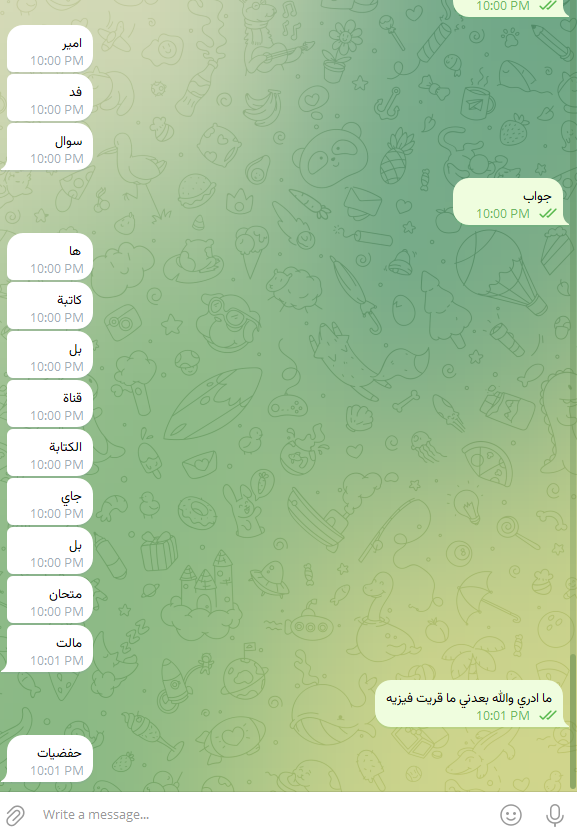 10:00 PM
امير
10:00 PM
فد
10:00 PM
سوال
10:00 PM
جواب
10:00 PM
ها
10:00 PM
كاتبة
10:00 PM
بل
10:00 PM
قناة
10:00 PM
الكتابة
10:00 PM
جاي
10:00 PM
بل
10:00 PM
متحان
10:00 PM
مالت
10:01 PM
ما ادري والله بعدني ما قريت فيزيه
10:01 PM
حفضيات
10:01 PM
Write a message...